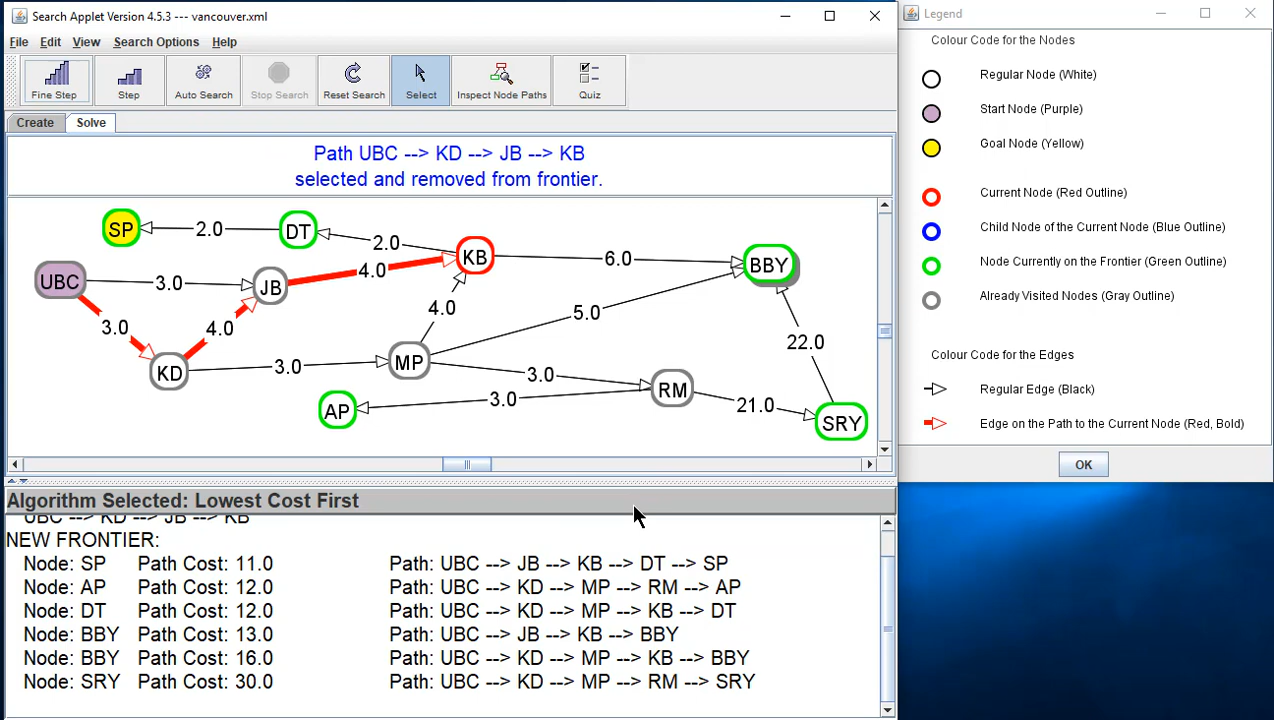 Search Applet Version 4.5.3 --- vancouver.xml
File Edit View Search Options Help
Fine Step Step Auto Search Stop Search Reset Search Select Inspect Node Paths Quiz
Create Solve
Path UBC --> KD --> JB --> KB
selected and removed from frontier.
SP 2.0 DT 2.0 KB 6.0 BBY
UBC 3.0 JB 4.0
3.0 4.0 4.0 5.0 22.0
KD 3.0 MP 3.0 RM 21.0 SRY
AP 3.0
Algorithm Selected: Lowest Cost First
UBC --> KD --> JB --> KB
NEW FRONTIER:
Node: SP Path Cost: 11.0 Path: UBC --> JB --> KB --> DT --> SP
Node: AP Path Cost: 12.0 Path: UBC --> KD --> MP --> RM --> AP
Node: DT Path Cost: 12.0 Path: UBC --> KD --> MP --> KB --> DT
Node: BBY Path Cost: 13.0 Path: UBC --> JB --> KB --> BBY
Node: BBY Path Cost: 16.0 Path: UBC --> KD --> MP --> KB --> BBY
Node: SRY Path Cost: 30.0 Path: UBC --> KD --> MP --> RM --> SRY
Legend
Colour Code for the Nodes
Regular Node (White)
Start Node (Purple)
Goal Node (Yellow)
Current Node (Red Outline)
Child Node of the Current Node (Blue Outline)
Node Currently on the Frontier (Green Outline)
Already Visited Nodes (Gray Outline)
Colour Code for the Edges
Regular Edge (Black)
Edge on the Path to the Current Node (Red, Bold)
OK